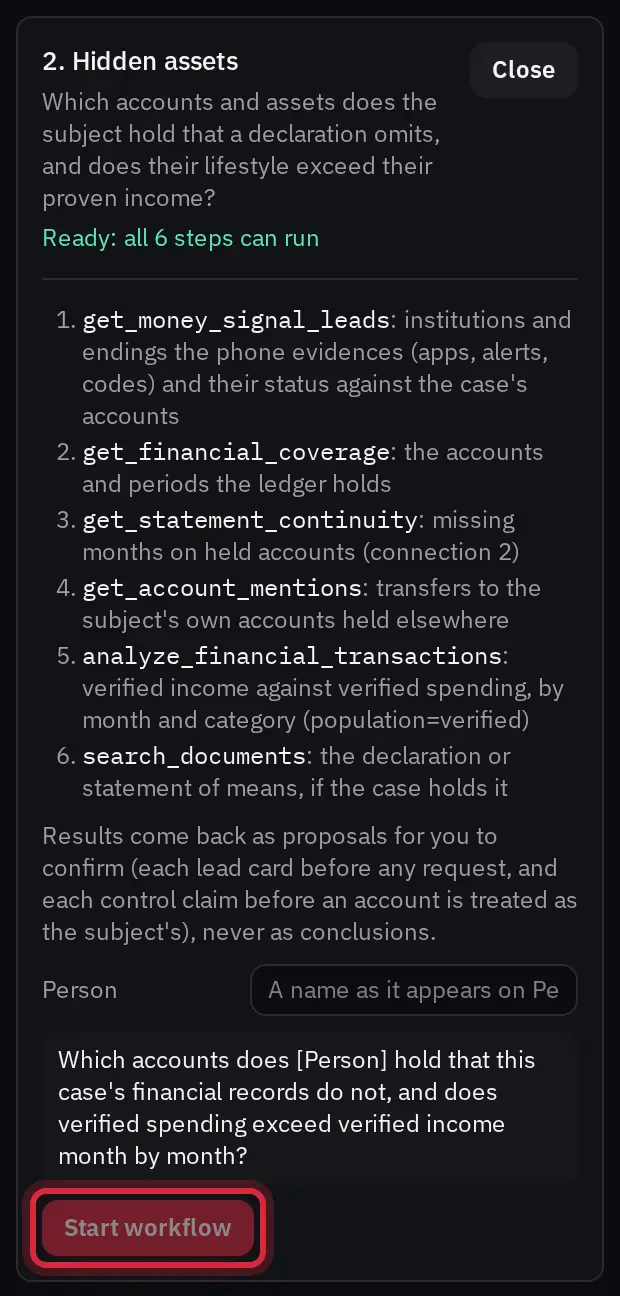 2. Hidden assets
Close
Which accounts and assets does the
subject hold that a declaration omits,
and does their lifestyle exceed their
proven income?
Ready: all 6 steps can run
1. get_money_signal_leads: institutions and
endings the phone evidences (apps, alerts,
codes) and their status against the case's
accounts
2. get_financial_coverage: the accounts
and periods the ledger holds
3. get_statement_continuity: missing
months on held accounts (connection 2)
4. get_account_mentions: transfers to the
subject's own accounts held elsewhere
5. analyze_financial_transactions:
verified income against verified spending, by
month and category (population=verified)
6. search_documents: the declaration or
statement of means, if the case holds it
Results come back as proposals for you to
confirm (each lead card before any request, and
each control claim before an account is treated as
the subject's), never as conclusions.
Person
A name as it appears on Pe
Which accounts does [Person] hold that this
case's financial records do not, and does
verified spending exceed verified income
month by month?
Start workflow